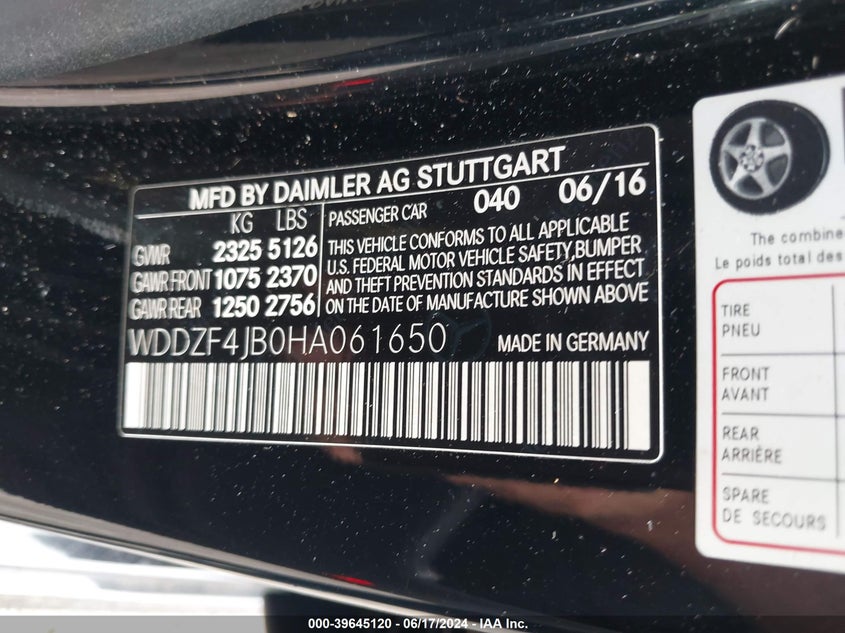 MFD BY DAIMLER AG STUTTGART
KG LBS
GVWR 2325 5126
GAWR FRONT 1075 2370
GAWR REAR 1250 2756
PASSENGER CAR 040 06/16
THIS VEHICLE CONFORMS TO ALL APPLICABLE
U.S. FEDERAL MOTOR VEHICLE SAFETY, BUMPER
AND THEFT PREVENTION STANDARDS IN EFFECT
ON THE DATE OF MANUFACTURE SHOWN ABOVE
WDDZF4JB0HA061650 MADE IN GERMANY
The combine
Le poids total des
TIRE
PNEU
FRONT
AVANT
REAR
ARRIÈRE
SPARE
DE SECOURS
000-39645120 - 06/17/2024 - IAA Inc.